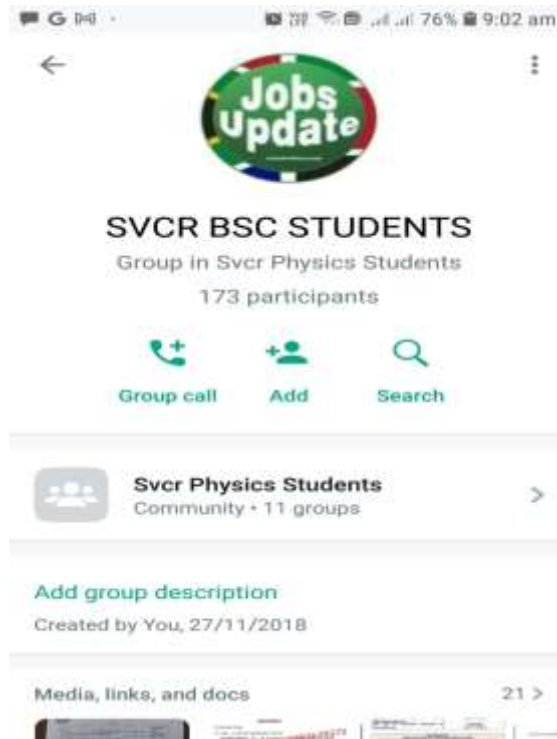 76% 9:02 am
Jobs
Update
SVCR BSC STUDENTS
Group in Svcr Physics Students
173 participants
Group call Add Search
Svcr Physics Students
Community • 11 groups
Add group description
Created by You, 27/11/2018
Media, links, and docs 21 >